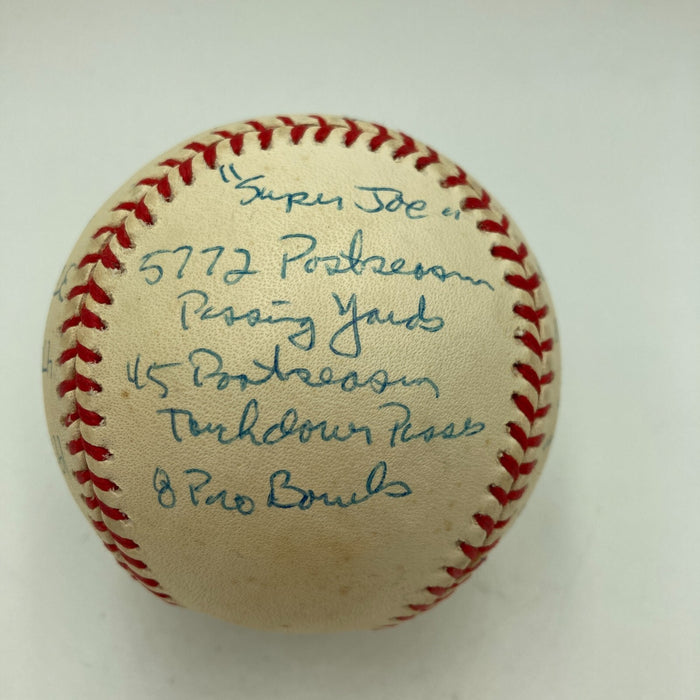 "Super Joe"
5772 Postseason
Passing Yards
45 Postseason
Touchdown Passes
8 Pro Bowls